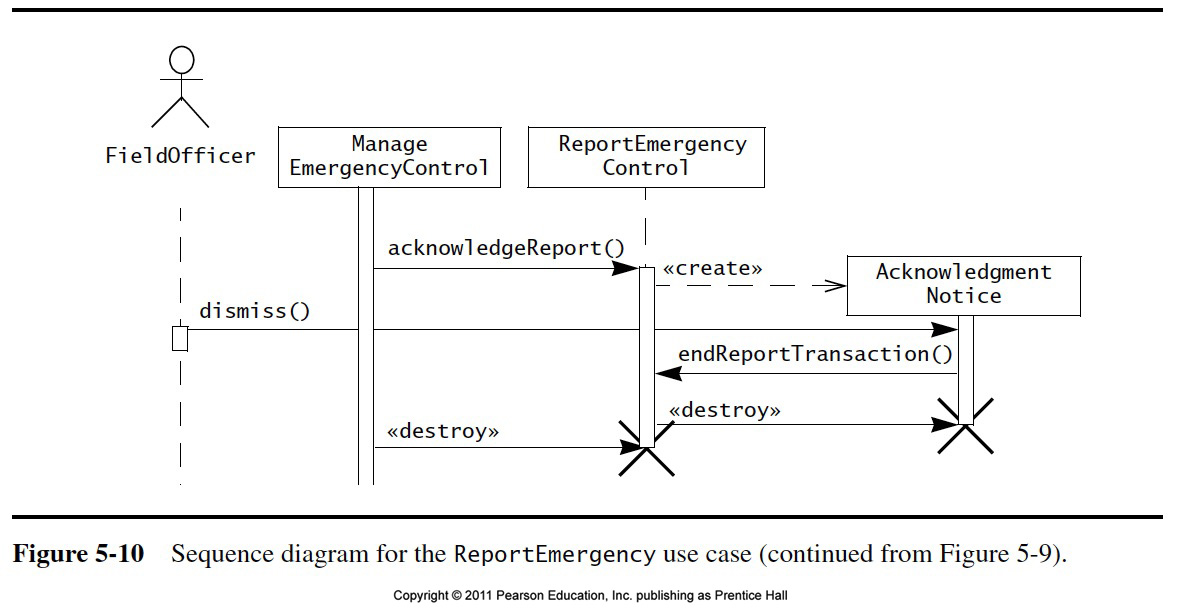 FieldOfficer
Manage
EmergencyControl
ReportEmergency
Control
acknowledgeReport()
«create»
Acknowledgment
Notice
dismiss()
endReportTransaction()
«destroy»
«destroy»
Figure 5-10 Sequence diagram for the ReportEmergency use case (continued from Figure 5-9).
Copyright © 2011 Pearson Education, Inc. publishing as Prentice Hall